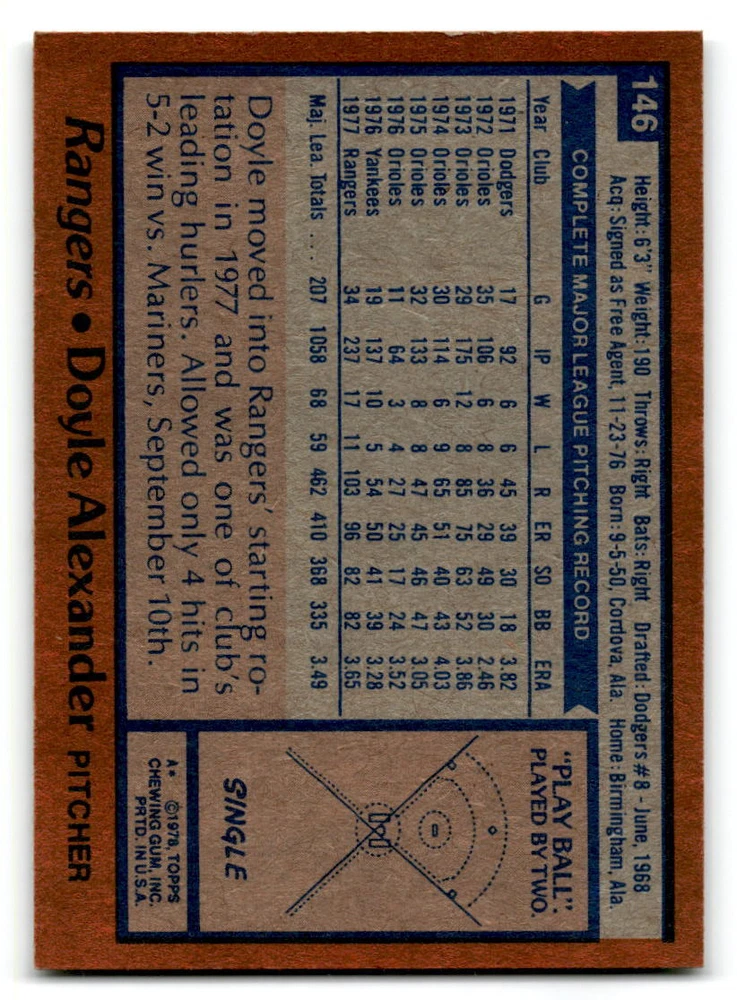 146
Height: 6'3" Weight: 190 Throws: Right Bats: Right Drafted: Dodgers #8 - June, 1968
Acq: Signed as Free Agent, 11-23-76 Born: 9-5-50, Cordova, Ala. Home: Birmingham, Ala.
COMPLETE MAJOR LEAGUE PITCHING RECORD
Year Club G IP W L R ER SO BB ERA
1971 Dodgers 17 92 6 6 45 39 30 18 3.82
1972 Orioles 35 106 6 8 36 29 49 30 2.46
1973 Orioles 29 175 12 8 85 75 63 52 3.86
1974 Orioles 30 114 6 9 65 51 40 43 4.03
1975 Orioles 32 133 8 8 47 45 46 47 3.05
1976 Orioles 11 64 3 4 27 25 17 24 3.52
1976 Yankees 19 137 10 5 54 50 41 39 3.28
1977 Rangers 34 237 17 11 103 96 82 82 3.65
Maj. Lea. Totals . . . 207 1058 68 59 462 410 368 335 3.49
Doyle moved into Rangers' starting ro-
tation in 1977 and was one of club's
leading hurlers. Allowed only 4 hits in
5-2 win vs. Mariners, September 10th.
"PLAY BALL".
PLAYED BY TWO.
SINGLE
A* ©1978, TOPPS
CHEWING GUM, INC.
PRTD. IN U.S.A.
Rangers • Doyle Alexander PITCHER